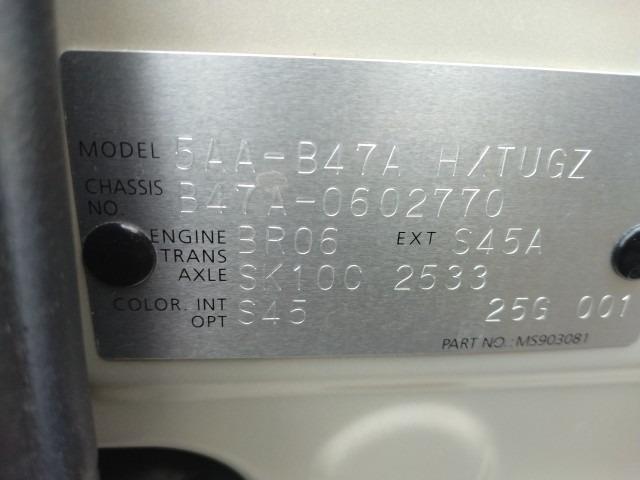 MODEL 5AA-B47A H/TUGZ
CHASSIS NO. B47A-0602770
ENGINE BR06 EXT S45A
TRANS AXLE SK10C 2533
COLOR. INT OPT S45 25G 001
PART NO.: MS903081